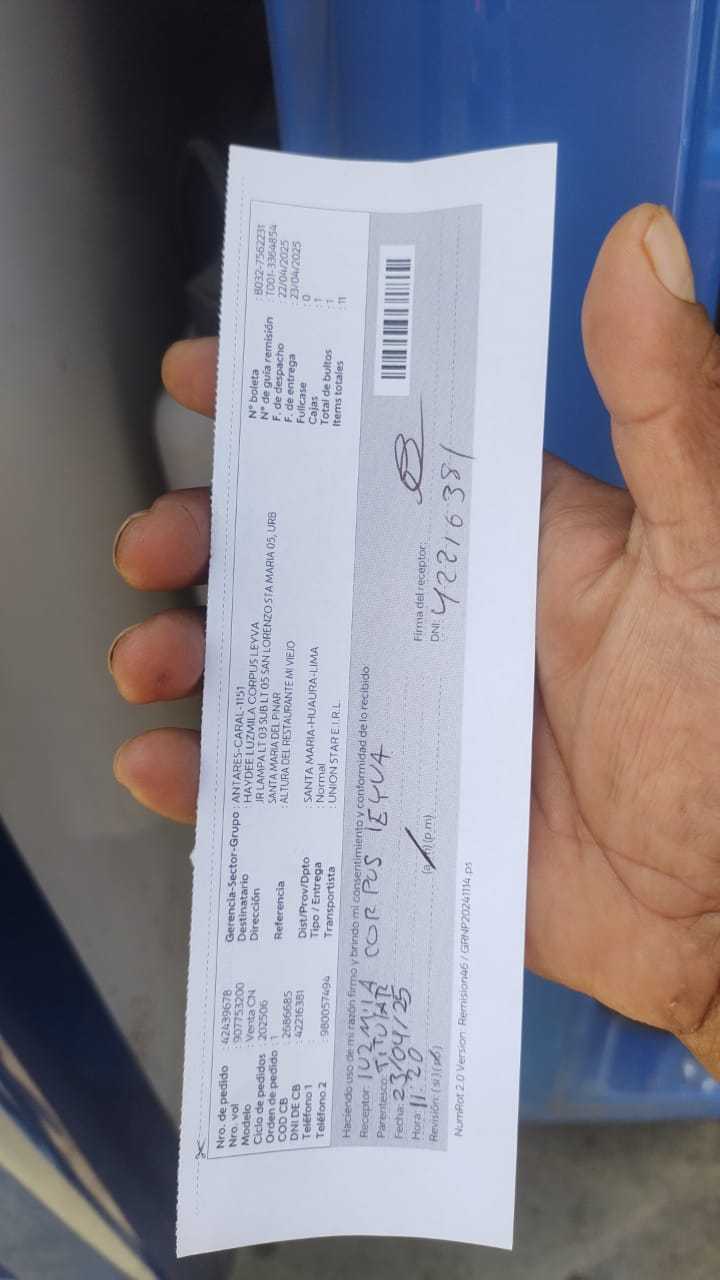 Nro. de pedido : 42439678
Nro. vol : 907753200
Modelo : Venta CN
Ciclo de pedidos : 202506
Orden de pedido : 1
COD CB : 2686685
DNI DE CB : 42216381
Teléfono 1 :
Teléfono 2 : 980057494
Gerencia-Sector-Grupo : ANTARES-CARAL-1151
Destinatario : HAYDEE LUZMILA CORPUS LEYVA
Dirección : JR LAMPA LT 03 SUB LT 05 SAN LORENZO STA MARIA 05, URB
SANTA MARIA DEL PINAR
Referencia : ALTURA DEL RESTAURANTE MI VIEJO
Dist/Prov/Dpto : SANTA MARIA-HUAURA-LIMA
Tipo / Entrega : Normal
Transportista : UNION STAR E.I.R.L
N° boleta : B032-7562231
N° de guía remisión : T001-3364854
F. de despacho : 22/04/2025
F. de entrega : 23/04/2025
Fullcase : 0
Cajas : 1
Total de bultos : 1
Items totales : 11
Haciendo uso de mi razón firmo y brindo mi consentimiento y conformidad de lo recibido
Receptor: LUZMILA CORPUS LEYVA
Parentesco: TITULAR
Fecha: 23/04/25
Hora: 11:20 (a.m) (p.m)
Revisión: (si) (no)
Firma del receptor:
DNI: 42216381
NumRot 2.0 Version: Remision46 / GRNP20241114 ps